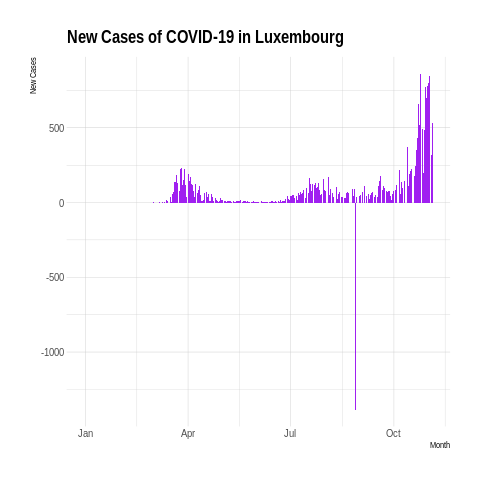 New Cases of COVID-19 in Luxembourg
New Cases
500
0
-500
-1000
Jan Apr Jul Oct
Month